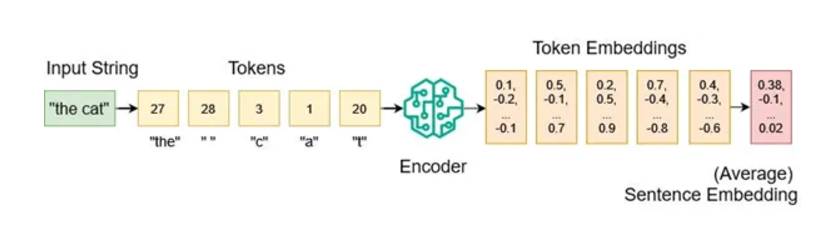 Input String
Tokens
Token Embeddings
"the cat"
27 28 3 1 20
"the" " " "c" "a" "t"
Encoder
0.1, 0.5, 0.2, 0.7, 0.4, 0.38,
-0.2, -0.1, 0.5, -0.4, -0.3, -0.1,
... ... ... ... ... ...
-0.1 0.7 0.9 -0.8 -0.6 0.02
(Average)
Sentence Embedding